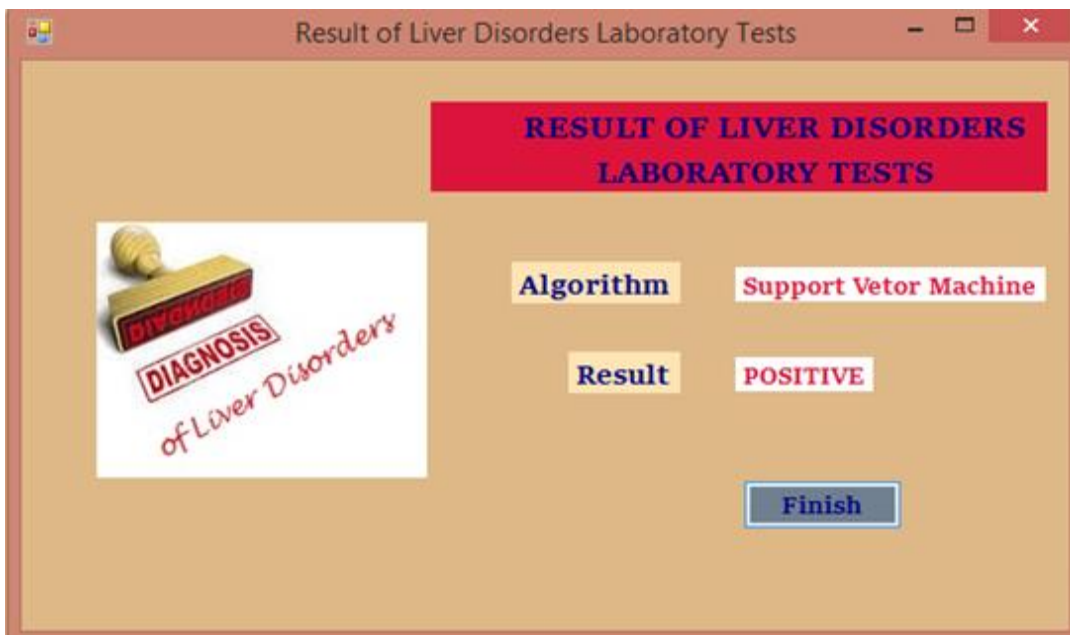 Result of Liver Disorders Laboratory Tests
RESULT OF LIVER DISORDERS
LABORATORY TESTS
DIAGNOSIS
DIAGNOSIS
of Liver Disorders
Algorithm
Support Vetor Machine
Result
POSITIVE
Finish